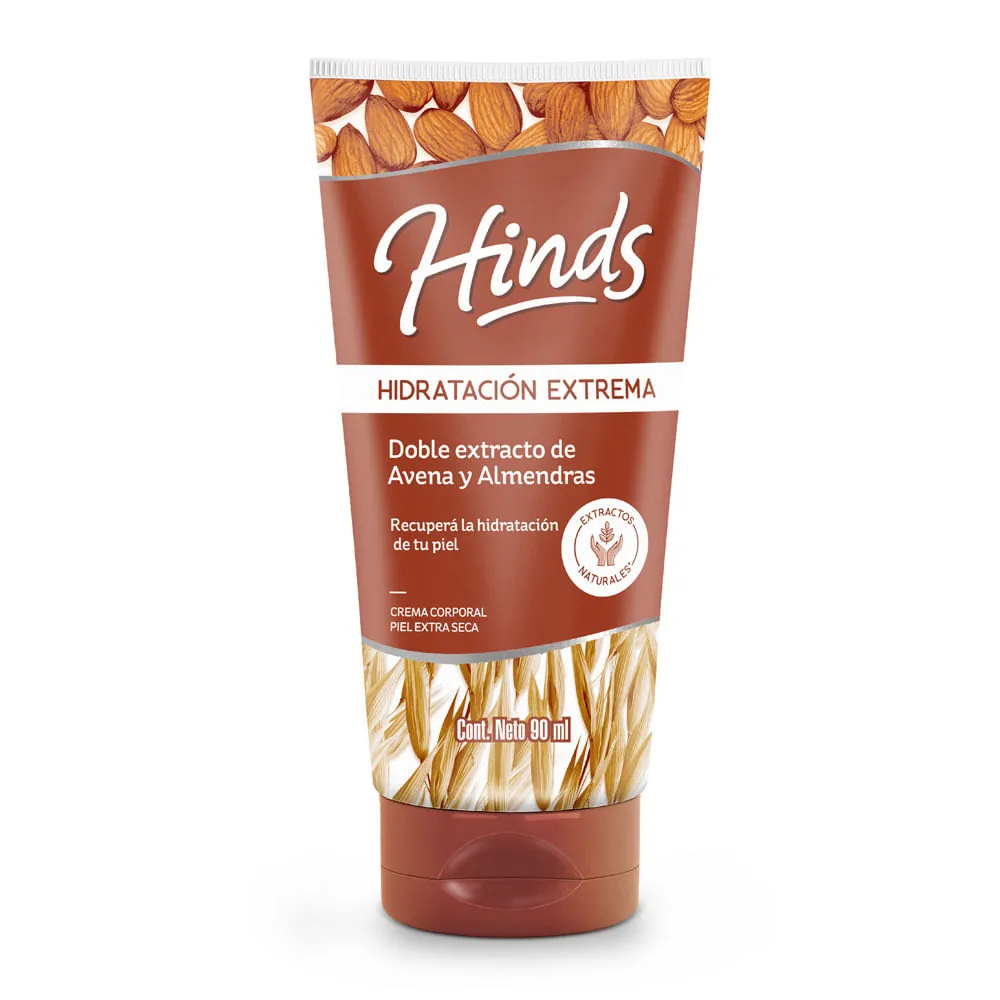 Hinds
HIDRATACIÓN EXTREMA
Doble extracto de
Avena y Almendras
Recuperá la hidratación
de tu piel
EXTRACTOS
NATURALES*
CREMA CORPORAL
PIEL EXTRA SECA
Cont. Neto 90 ml